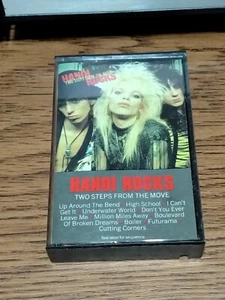 HANOI
ROCKS
HANOI ROCKS
TWO STEPS FROM THE MOVE
Up Around The Bend · High School · I Can't
Get It · Underwater World · Don't You Ever
Leave Me · Million Miles Away · Boulevard
Of Broken Dreams · Boiler · Futurama
Cutting Corners